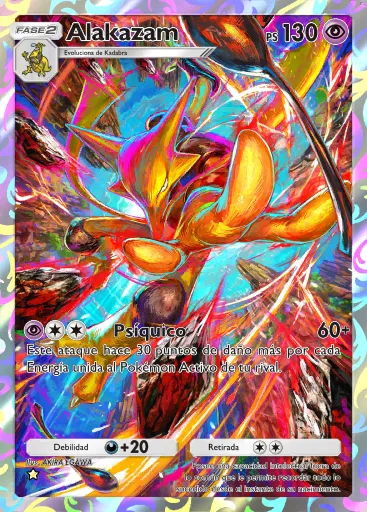 FASE 2
Alakazam
PS 130
Evoluciona de Kadabra
Psíquico 60+
Este ataque hace 30 puntos de daño más por cada
Energía unida al Pokémon Activo de tu rival.
Debilidad +20
Retirada
Ilus. AKIRA EGAWA
Posee una capacidad intelectual fuera de
lo común que le permite recordar todo lo
sucedido desde el instante de su nacimiento.